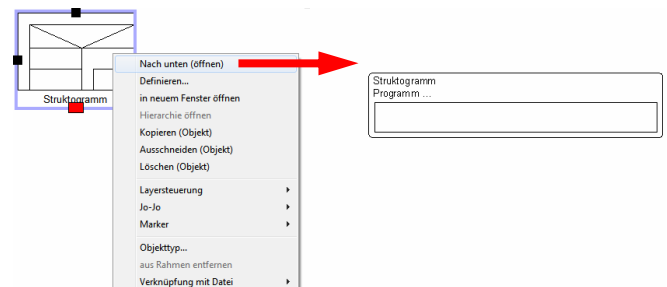 Struktogramm
Nach unten (öffnen)
Definieren...
in neuem Fenster öffnen
Hierarchie öffnen
Kopieren (Objekt)
Ausschneiden (Objekt)
Löschen (Objekt)
Layersteuerung
Jo-Jo
Marker
Objekttyp...
aus Rahmen entfernen
Verknüpfung mit Datei
Struktogramm
Programm ...